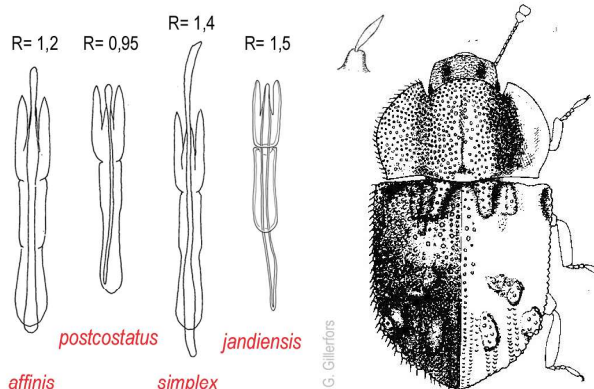 R= 1,4
R= 1,2
R= 0,95
R= 1,5
postcostatus
jandiensis
affinis
simplex
G. Gillerfors